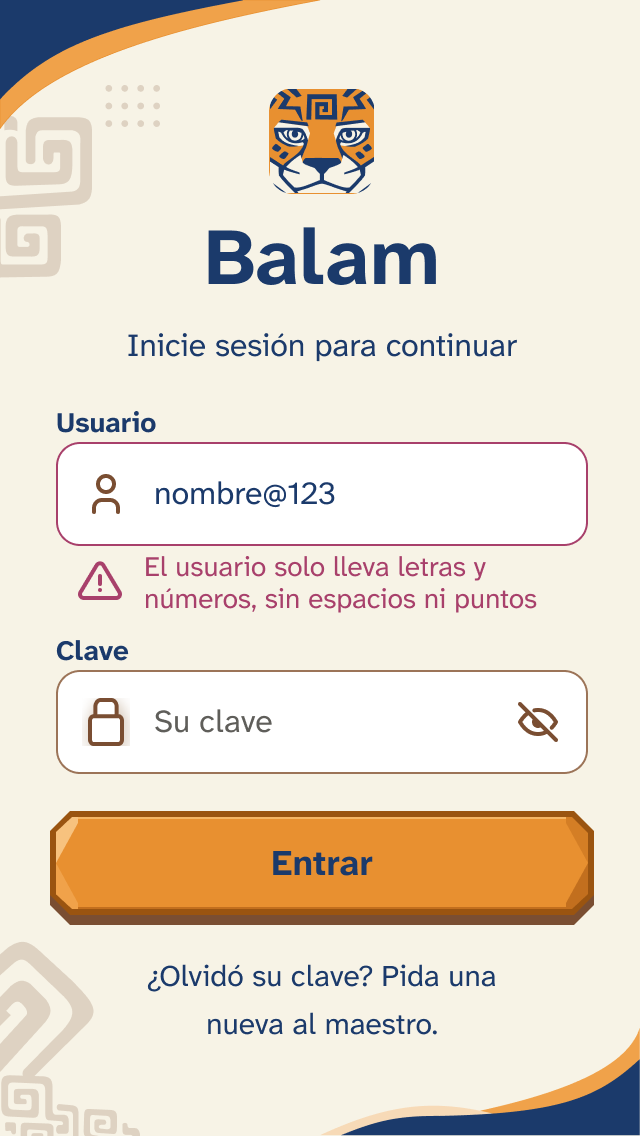 Balam
Inicie sesión para continuar
Usuario
nombre@123
El usuario solo lleva letras y
números, sin espacios ni puntos
Clave
Su clave
Entrar
¿Olvidó su clave? Pida una
nueva al maestro.